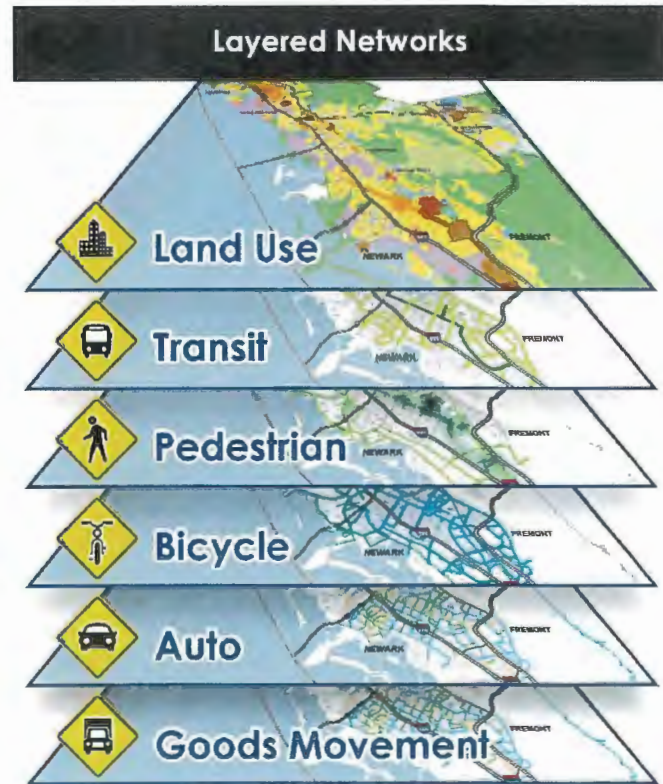 Layered Networks
Land Use
NEWARK
FREMONT
Transit
NEWARK
FREMONT
Pedestrian
NEWARK
FREMONT
Bicycle
NEWARK
FREMONT
Auto
NEWARK
FREMONT
Goods Movement
FREMONT